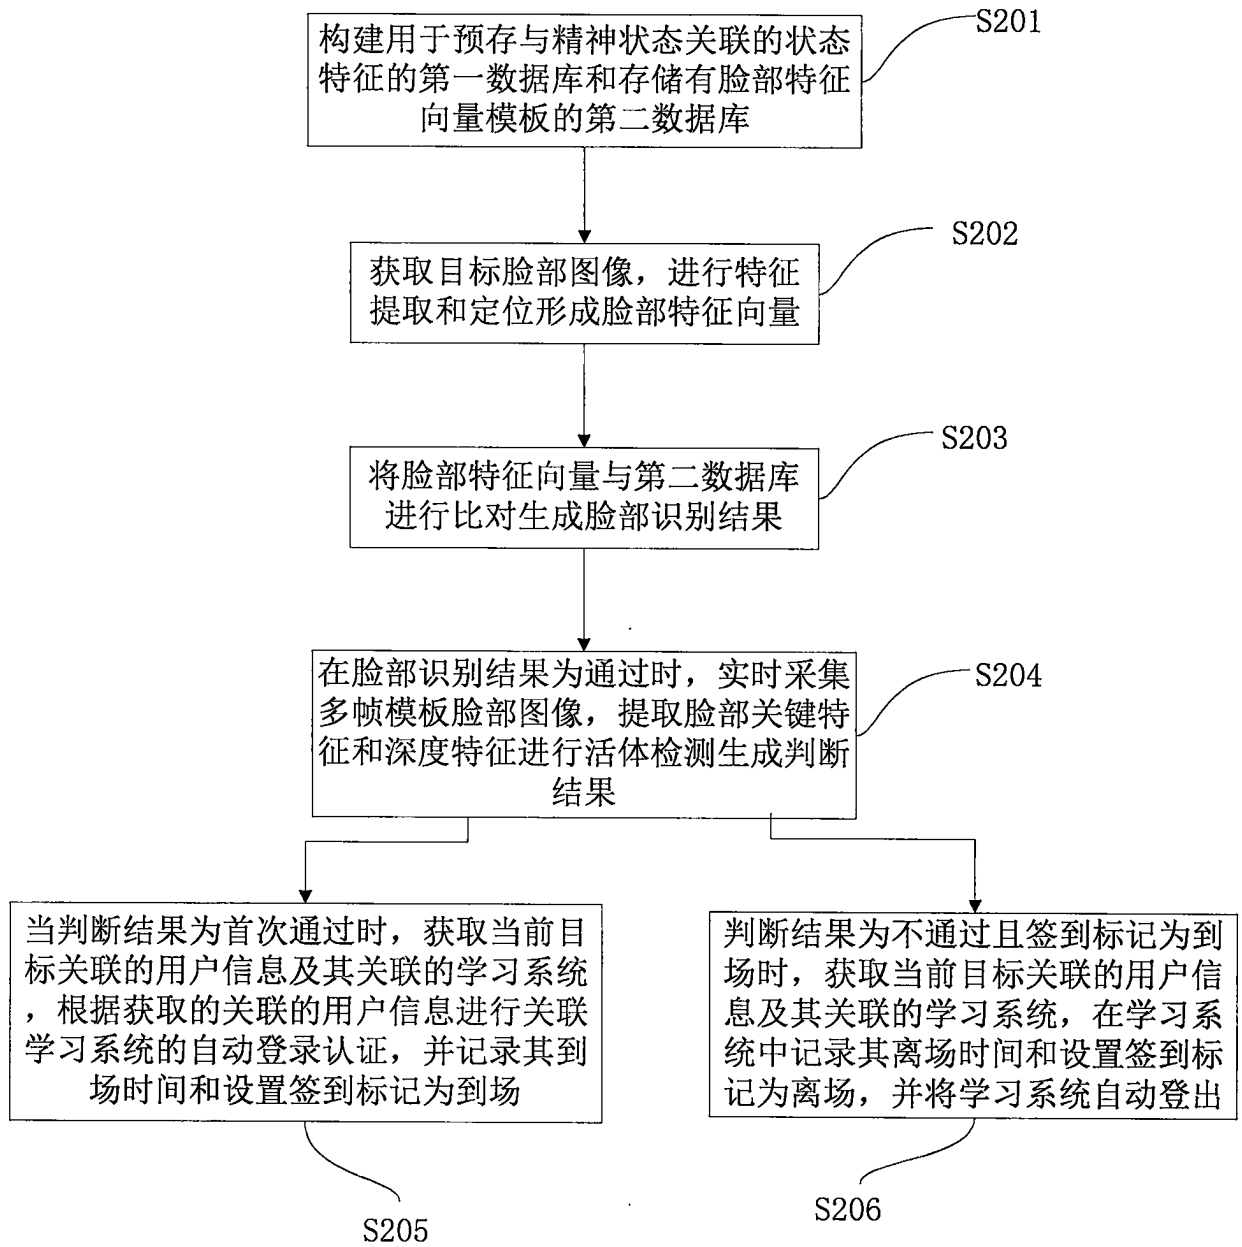 构建用于预存与精神状态关联的状态
特征的第一数据库和存储有脸部特征
向量模板的第二数据库
S201
获取目标脸部图像，进行特征
提取和定位形成脸部特征向量
S202
将脸部特征向量与第二数据库
进行比对生成脸部识别结果
S203
在脸部识别结果为通过时，实时采集
多帧模板脸部图像，提取脸部关键特
征和深度特征进行活体检测生成判断
结果
S204
当判断结果为首次通过时，获取当前目
标关联的用户信息及其关联的学习系统
，根据获取的关联的用户信息进行关联
学习系统的自动登录认证，并记录其到
场时间和设置签到标记为到场
S205
判断结果为不通过且签到标记为到
场时，获取当前目标关联的用户信
息及其关联的学习系统，在学习系
统中记录其离场时间和设置签到标
记为离场，并将学习系统自动登出
S206